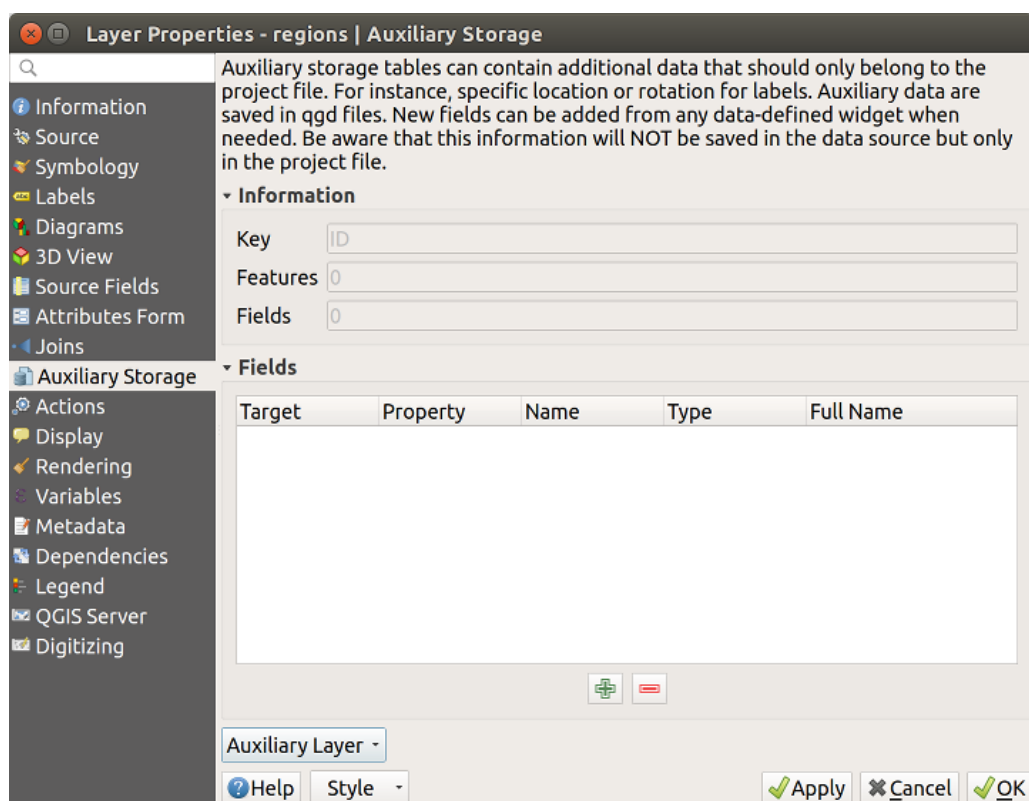 Layer Properties - regions | Auxiliary Storage
Information
Source
Symbology
Labels
Diagrams
3D View
Source Fields
Attributes Form
Joins
Auxiliary Storage
Actions
Display
Rendering
Variables
Metadata
Dependencies
Legend
QGIS Server
Digitizing
Auxiliary storage tables can contain additional data that should only belong to the
project file. For instance, specific location or rotation for labels. Auxiliary data are
saved in qgd files. New fields can be added from any data-defined widget when
needed. Be aware that this information will NOT be saved in the data source but only
in the project file.
Information
Key ID
Features 0
Fields 0
Fields
Target Property Name Type Full Name
Auxiliary Layer
Help Style Apply Cancel OK